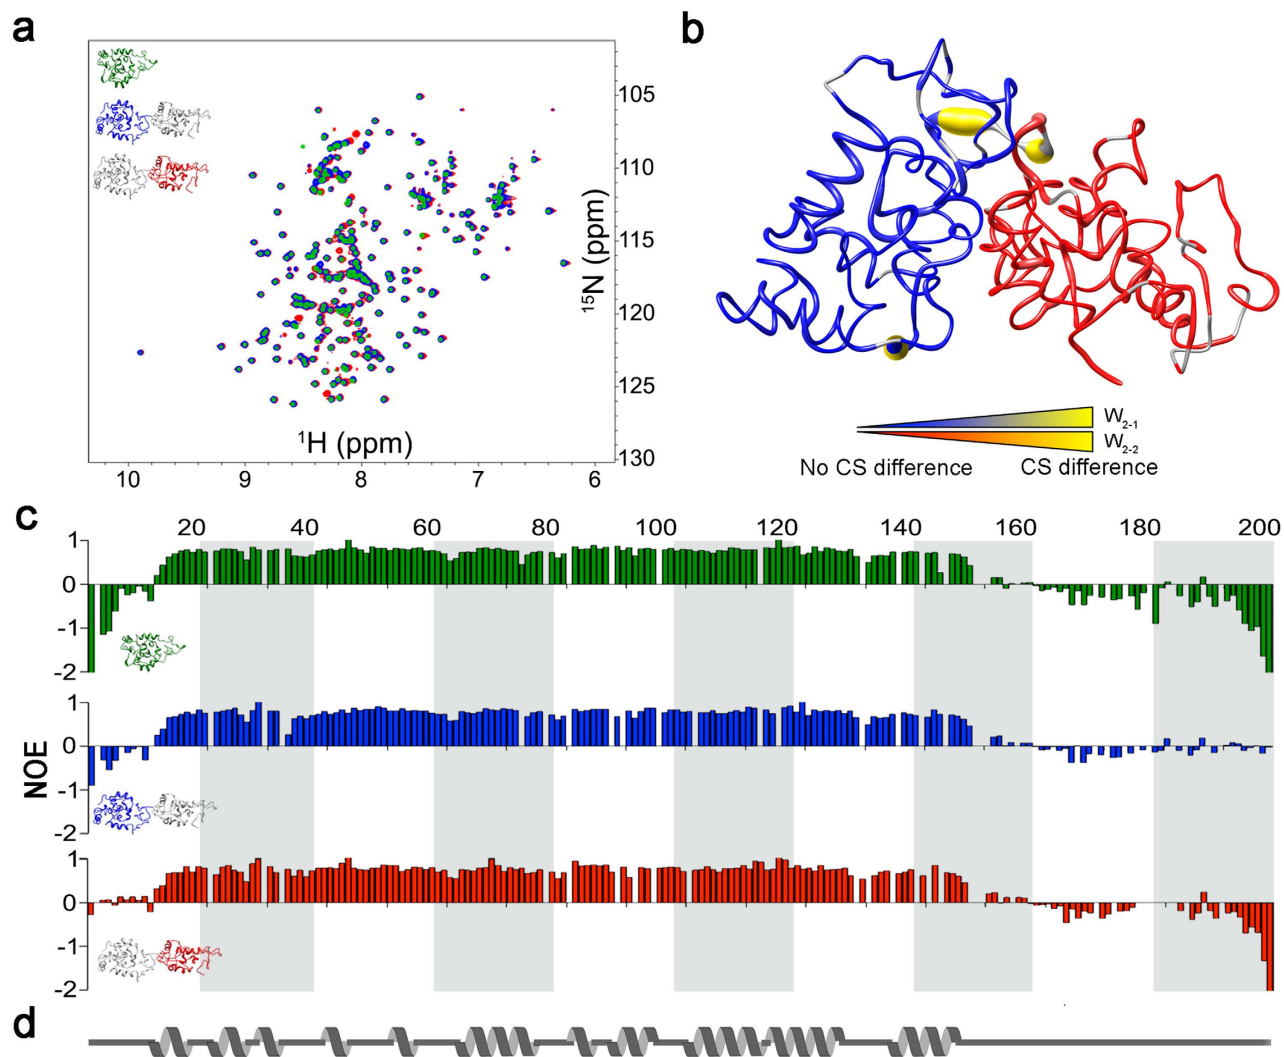 a
105
110
115
120
125
130
15N (ppm)
1H (ppm)
10 9 8 7 6
b
W2-1
W2-2
No CS difference CS difference
c
20 40 60 80 100 120 140 160 180 200
1
0
-1
-2
1
0
-1
-2
1
0
-1
-2
NOE
d